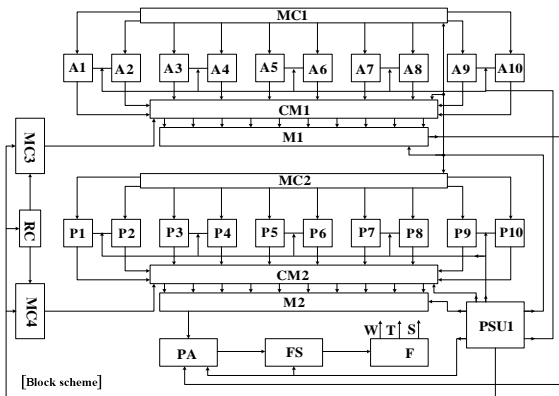 MC1
A1 A2 A3 A4 A5 A6 A7 A8 A9 A10
CM1
M1
MC3
MC2
RC
P1 P2 P3 P4 P5 P6 P7 P8 P9 P10
CM2
MC4
M2
PSU1
W T S
PA FS F
[Block scheme]